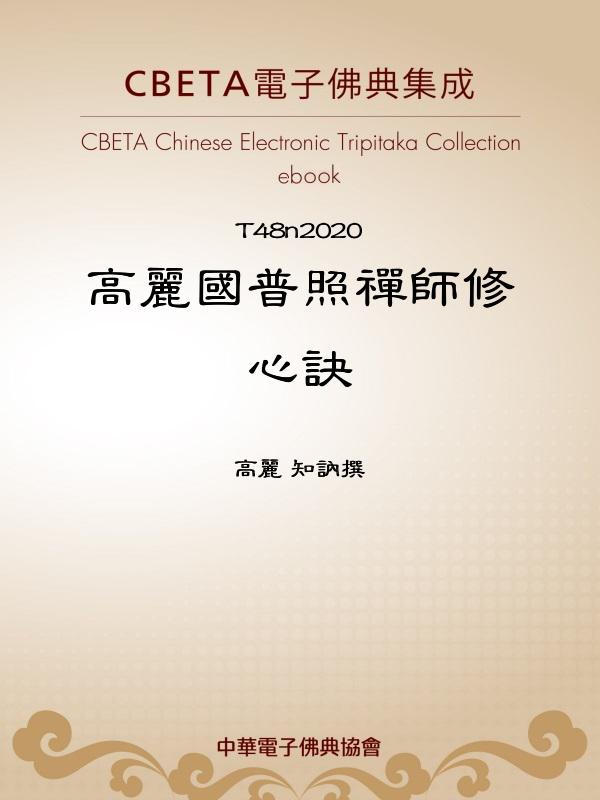 CBETA電子佛典集成
CBETA Chinese Electronic Tripitaka Collection
ebook
T48n2020
高麗國普照禪師修
心訣
高麗 知訥撰
中華電子佛典協會